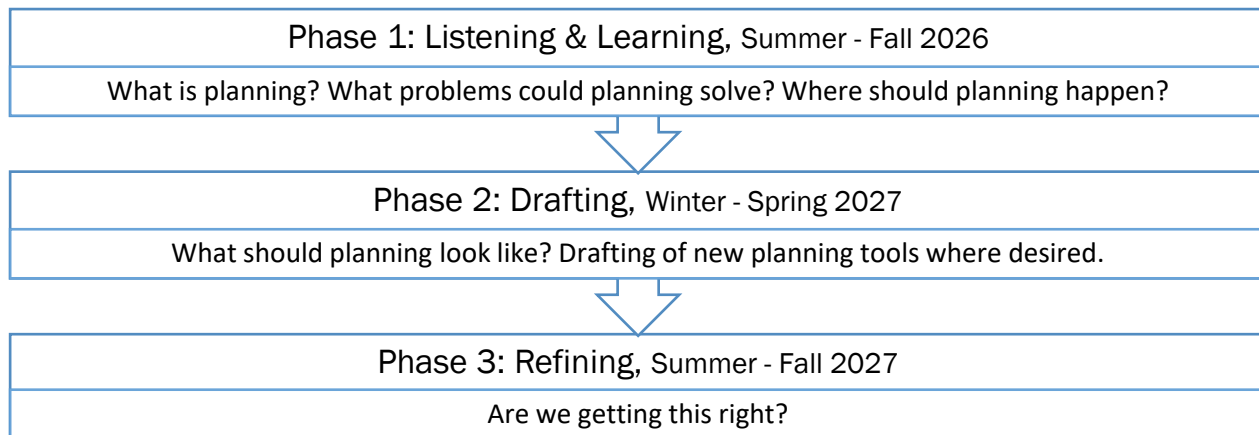 Phase 1: Listening & Learning, Summer - Fall 2026
What is planning? What problems could planning solve? Where should planning happen?
Phase 2: Drafting, Winter - Spring 2027
What should planning look like? Drafting of new planning tools where desired.
Phase 3: Refining, Summer - Fall 2027
Are we getting this right?